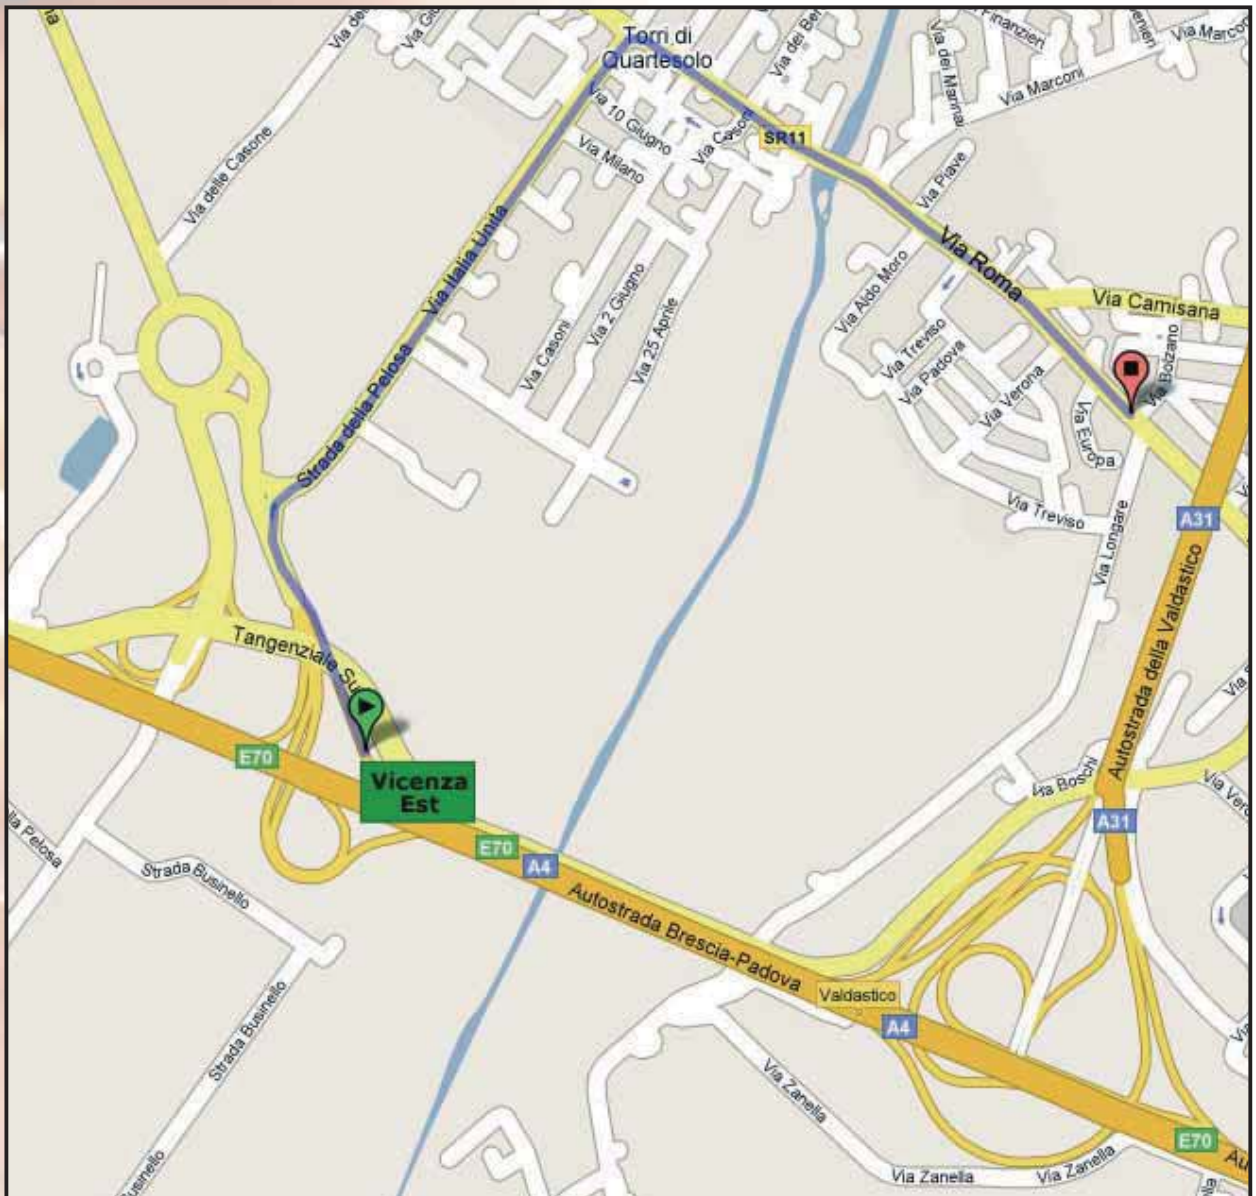 Torri di
Quartesolo
Via Marconi
Via dei Marinai
Via delle Casone
Via 10 Giugno
Via Casoni
SR11
Via Milano
Via Piave
Via Italia Unita
Via Roma
Via Aldo Moro
Via Camisana
Via 2 Giugno
Via 25 Aprile
Via Casoni
Via Treviso
Via Padova
Via Verona
Via Bolzano
Via Europa
Strada della Pelosa
Via Treviso
Via Longare
A31
Autostrada della Valdastico
Tangenziale Su
E70
Vicenza
Est
Via Boschi
A31
lla Pelosa
E70
A4
Strada Businello
Autostrada Brescia-Padova
Valdastico
A4
Strada Businello
Via Zanella
E70
Au
Via Zanella
Via Zanella
usinello